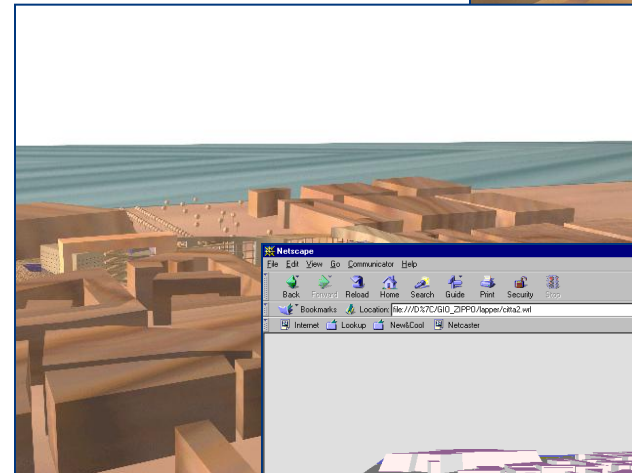 Netscape
File Edit View Go Communicator Help
Back Forward Reload Home Search Guide Print Security Stop
Bookmarks Location: file:///D%7C/GIO_ZIPPO/lapper/citta2.wrl
Internet Lookup New&Cool Netcaster